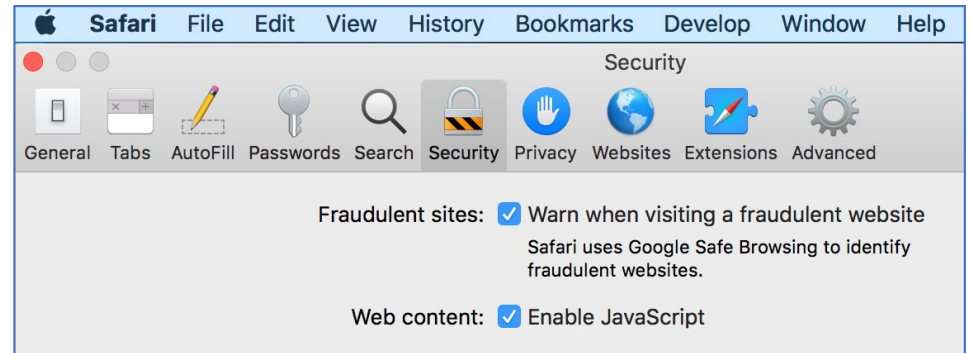 Safari File Edit View History Bookmarks Develop Window Help
Security
General Tabs AutoFill Passwords Search Security Privacy Websites Extensions Advanced
Fraudulent sites: Warn when visiting a fraudulent website
Safari uses Google Safe Browsing to identify
fraudulent websites.
Web content: Enable JavaScript